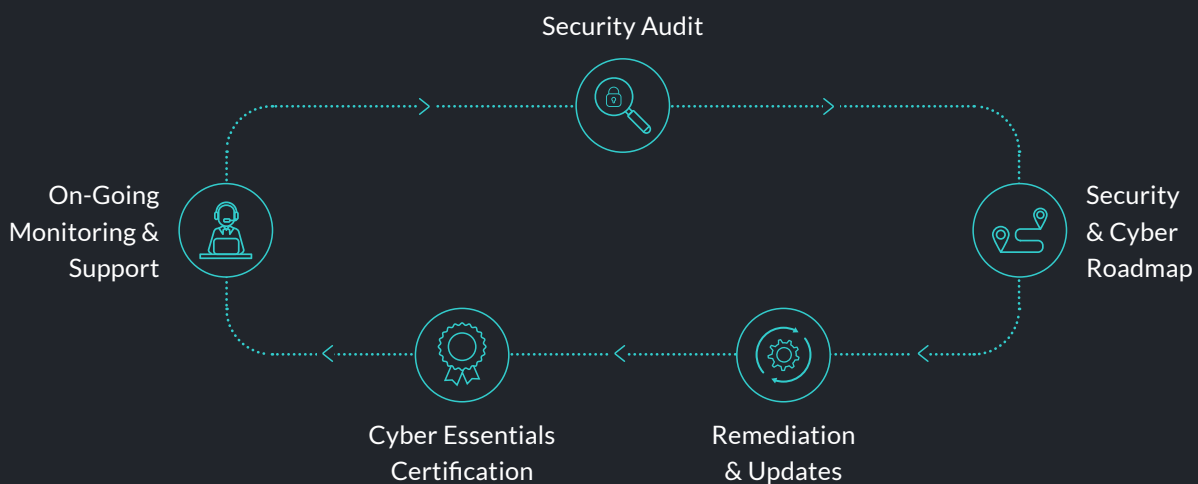 Security Audit
On-Going
Monitoring &
Support
Security
& Cyber
Roadmap
Cyber Essentials
Certification
Remediation
& Updates